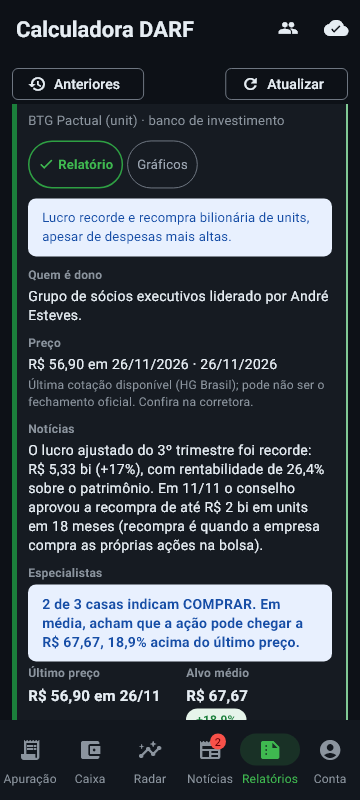 Calculadora DARF
Anteriores
Atualizar
BTG Pactual (unit) · banco de investimento
Relatório
Gráficos
Lucro recorde e recompra bilionária de units,
apesar de despesas mais altas.
Quem é dono
Grupo de sócios executivos liderado por André
Esteves.
Preço
R$ 56,90 em 26/11/2026 · 26/11/2026
Última cotação disponível (HG Brasil); pode não ser o
fechamento oficial. Confira na corretora.
Notícias
O lucro ajustado do 3º trimestre foi recorde:
R$ 5,33 bi (+17%), com rentabilidade de 26,4%
sobre o patrimônio. Em 11/11 o conselho
aprovou a recompra de até R$ 2 bi em units
em 18 meses (recompra é quando a empresa
compra as próprias ações na bolsa).
Especialistas
2 de 3 casas indicam COMPRAR. Em
média, acham que a ação pode chegar a
R$ 67,67, 18,9% acima do último preço.
Último preço
Alvo médio
R$ 56,90 em 26/11
R$ 67,67
+18,9%
2
Apuração
Caixa
Radar
Notícias
Relatórios
Conta